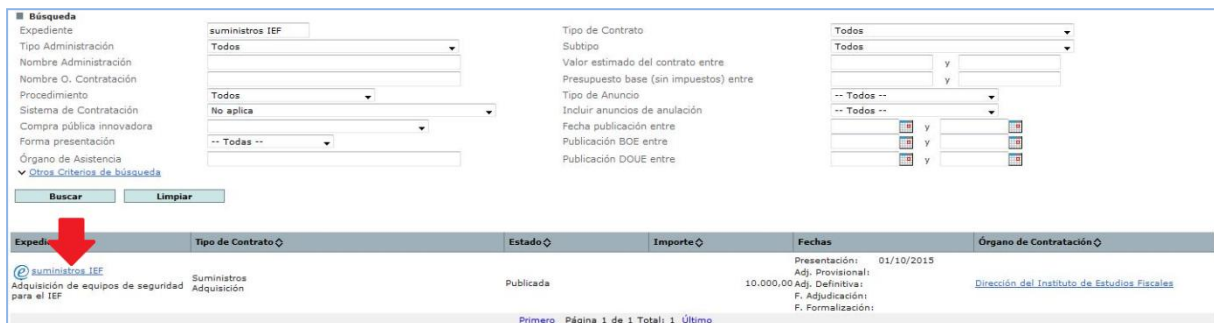 Búsqueda
Expediente suministros IEF Tipo de Contrato Todos
Tipo Administración Todos Subtipo Todos
Nombre Administración Valor estimado del contrato entre y
Nombre O. Contratación Presupuesto base (sin impuestos) entre y
Procedimiento Todos Tipo de Anuncio -- Todos --
Sistema de Contratación No aplica Incluir anuncios de anulación -- Todos --
Compra pública innovadora Fecha publicación entre y
Forma presentación -- Todas -- Publicación BOE entre y
Órgano de Asistencia Publicación DOUE entre y
Otros Criterios de búsqueda
Buscar Limpiar
Tipo de Contrato Estado Importe Fechas Órgano de Contratación
suministros IEF
Adquisición de equipos de seguridad para el IEF
Suministros
Adquisición
Publicada
10.000,00
Presentación: 01/10/2015
Adj. Provisional:
Adj. Definitiva:
F. Adjudicación:
F. Formalización:
Dirección del Instituto de Estudios Fiscales
Primero Página 1 de 1 Total: 1 Último